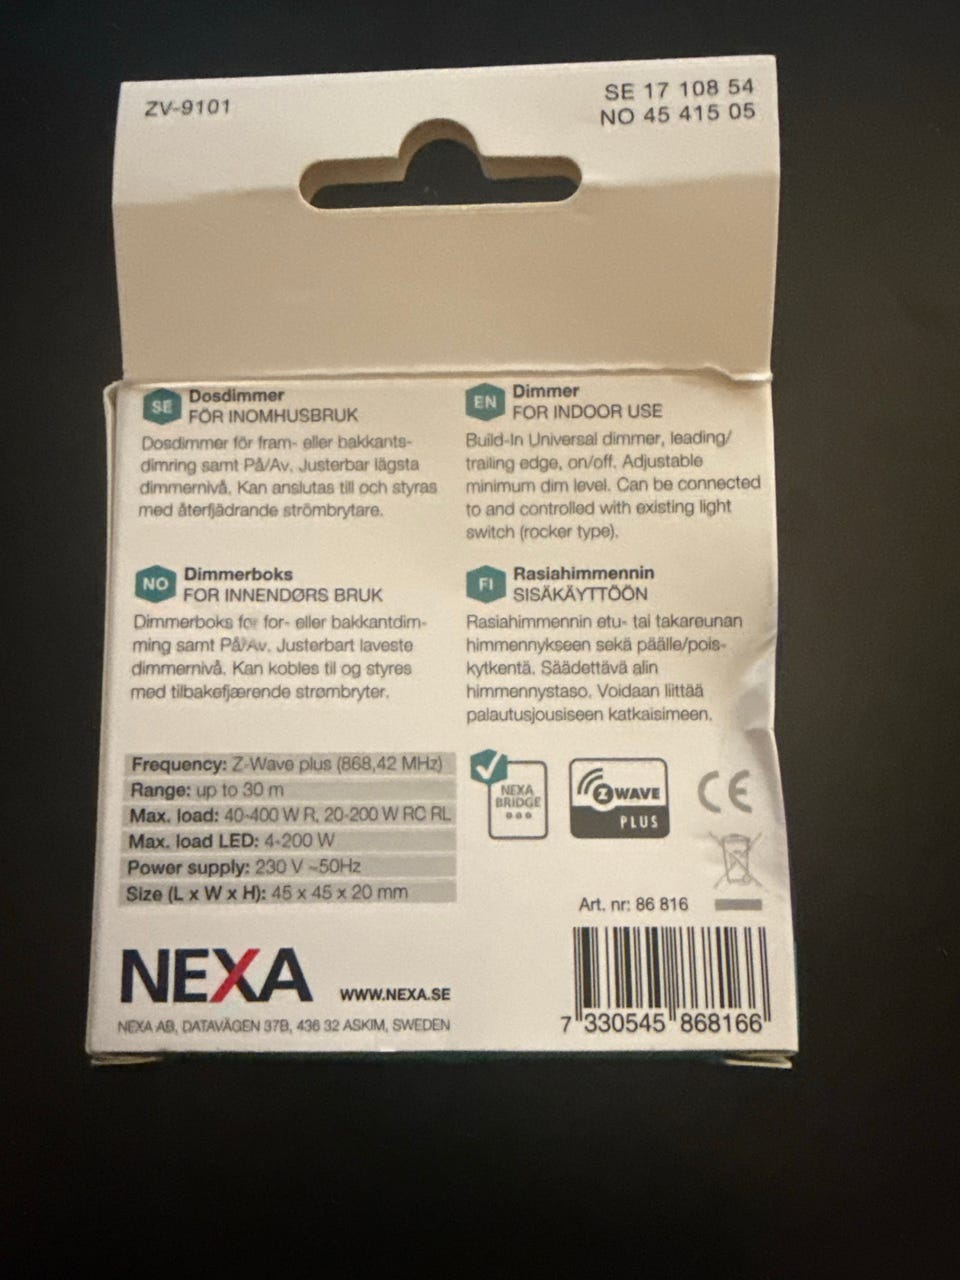 ZV-9101
SE 17 108 54
NO 45 415 05
SE
Dosdimmer
FÖR INOMHUSBRUK
Dosdimmer för fram- eller bakkants-
dimring samt På/Av. Justerbar lägsta
dimmernivå. Kan anslutas till och styras
med återfjädrande strömbrytare.
EN
Dimmer
FOR INDOOR USE
Build-In Universal dimmer, leading/
trailing edge, on/off. Adjustable
minimum dim level. Can be connected
to and controlled with existing light
switch (rocker type).
NO
Dimmerboks
FOR INNENDØRS BRUK
Dimmerboks for for- eller bakkantdim-
ming samt På/Av. Justerbart laveste
dimmernivå. Kan kobles til og styres
med tilbakefjærende strømbryter.
FI
Rasiahimmennin
SISÄKÄYTTÖÖN
Rasiahimmennin etu- tai takareunan
himmennykseen sekä päälle/pois-
kytkentä. Säädettävä alin
himmennystaso. Voidaan liittää
palautusjousiseen katkaisimeen.
Frequency: Z-Wave plus (868,42 MHz)
Range: up to 30 m
Max. load: 40-400 W R, 20-200 W RC RL
Max. load LED: 4-200 W
Power supply: 230 V ~50Hz
Size (L x W x H): 45 x 45 x 20 mm
NEXA
BRIDGE
Z WAVE
PLUS
CE
Art. nr: 86 816
NEXA
WWW.NEXA.SE
NEXA AB, DATAVÄGEN 37B, 436 32 ASKIM, SWEDEN
7 330545 868166